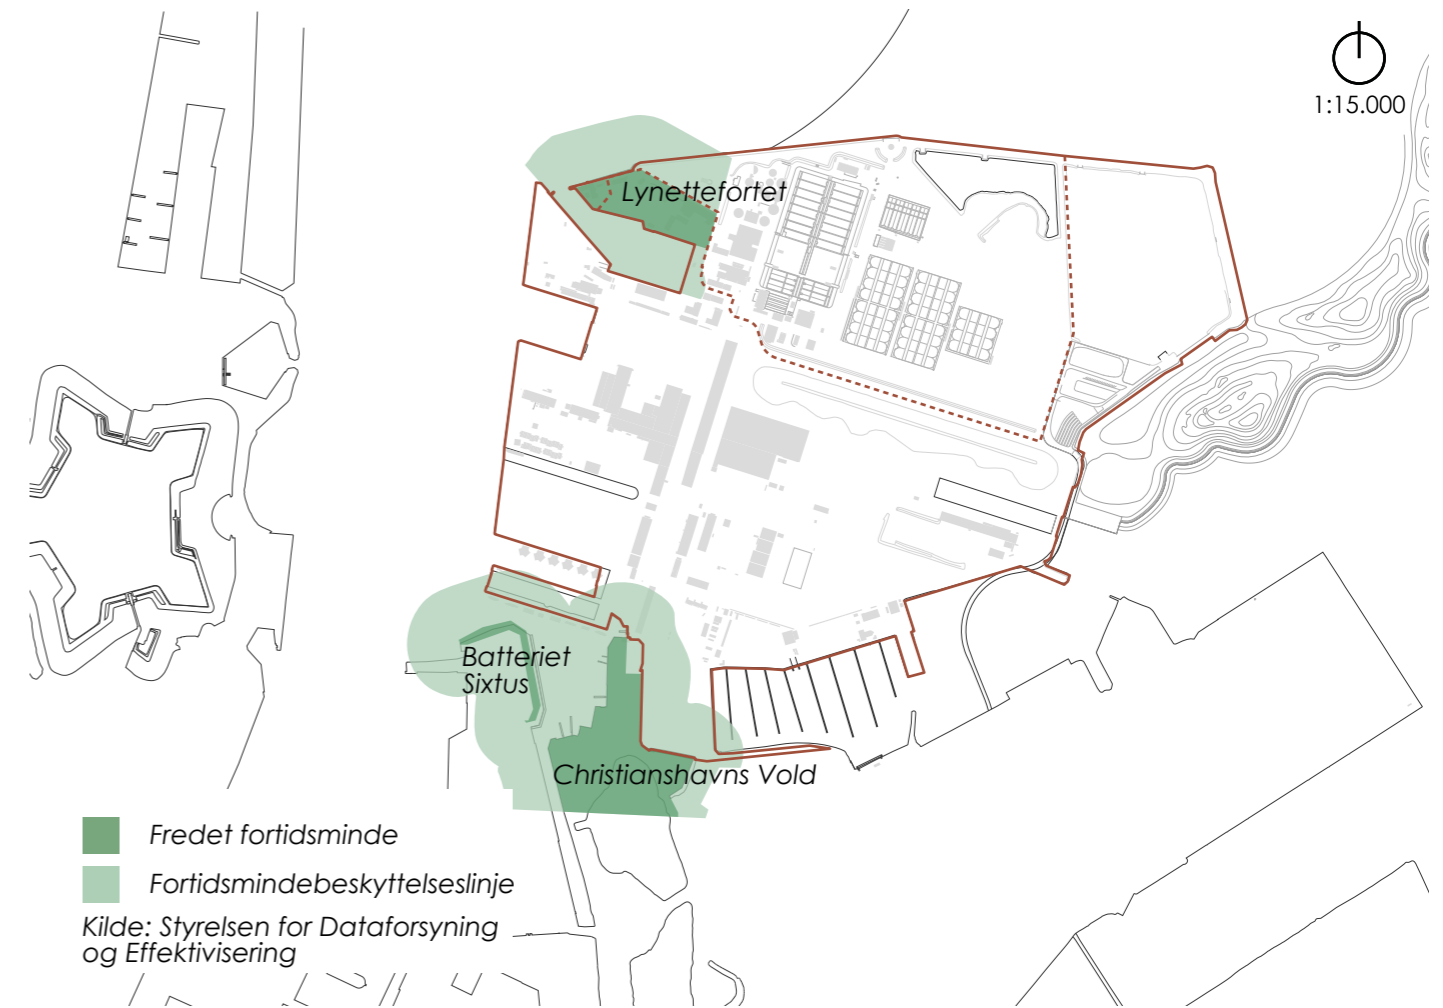 1:15.000
Lynettefortet
Batteriet
Sixtus
Christianshavns Vold
Fredet fortidsminde
Fortidsmindebeskyttelseslinje
Kilde: Styrelsen for Dataforsyning
og Effektivisering